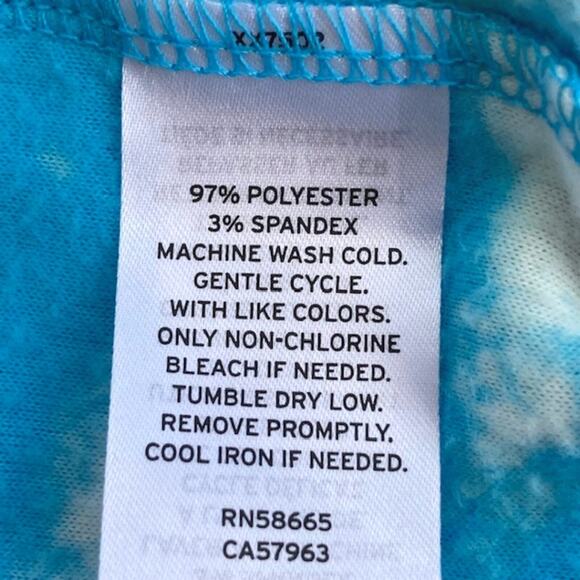 97% POLYESTER
3% SPANDEX
MACHINE WASH COLD.
GENTLE CYCLE.
WITH LIKE COLORS.
ONLY NON-CHLORINE
BLEACH IF NEEDED.
TUMBLE DRY LOW.
REMOVE PROMPTLY.
COOL IRON IF NEEDED.
RN58665
CA57963